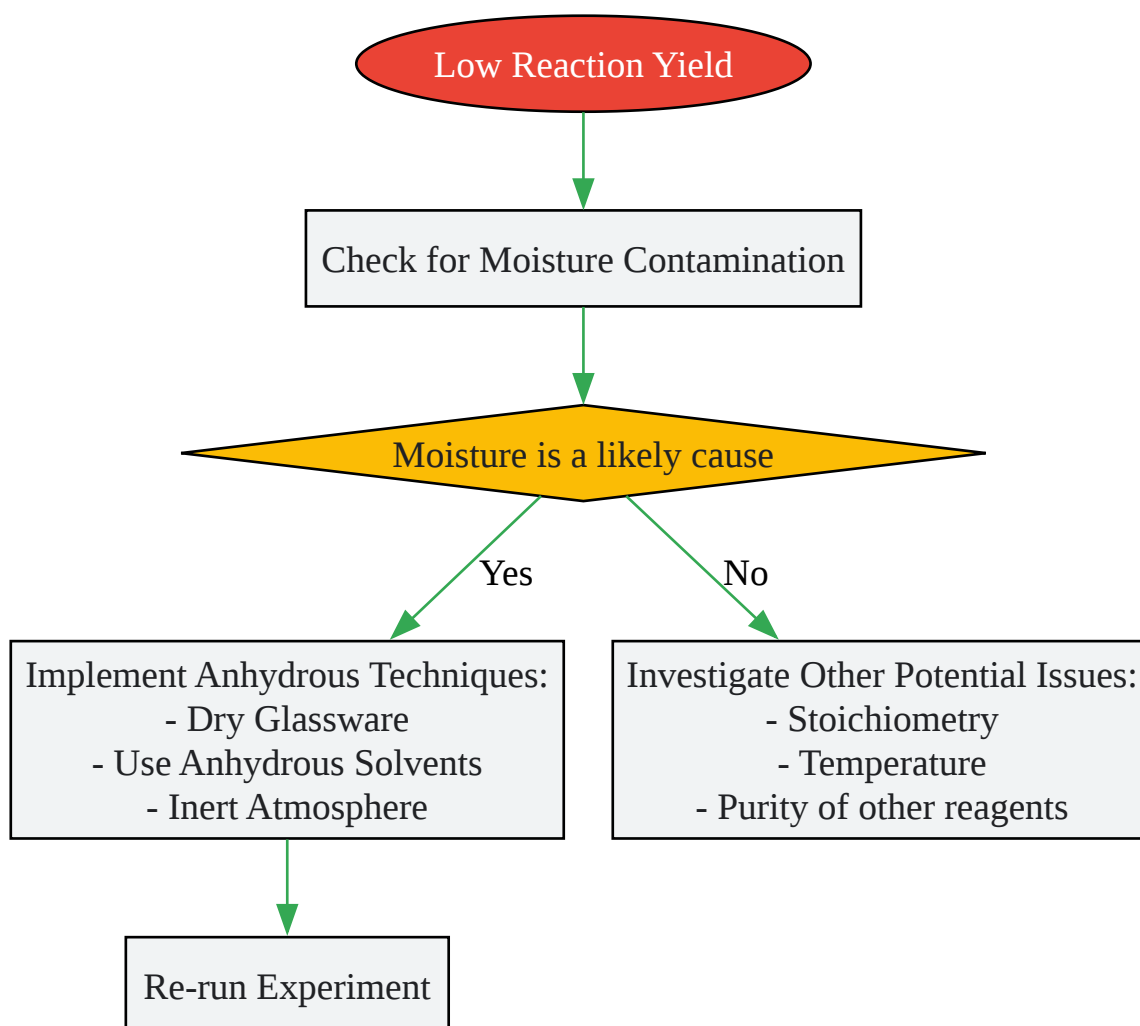 Low Reaction Yield
Check for Moisture Contamination
Moisture is a likely cause
Yes
No
Implement Anhydrous Techniques:
- Dry Glassware
- Use Anhydrous Solvents
- Inert Atmosphere
Investigate Other Potential Issues:
- Stoichiometry
- Temperature
- Purity of other reagents
Re-run Experiment